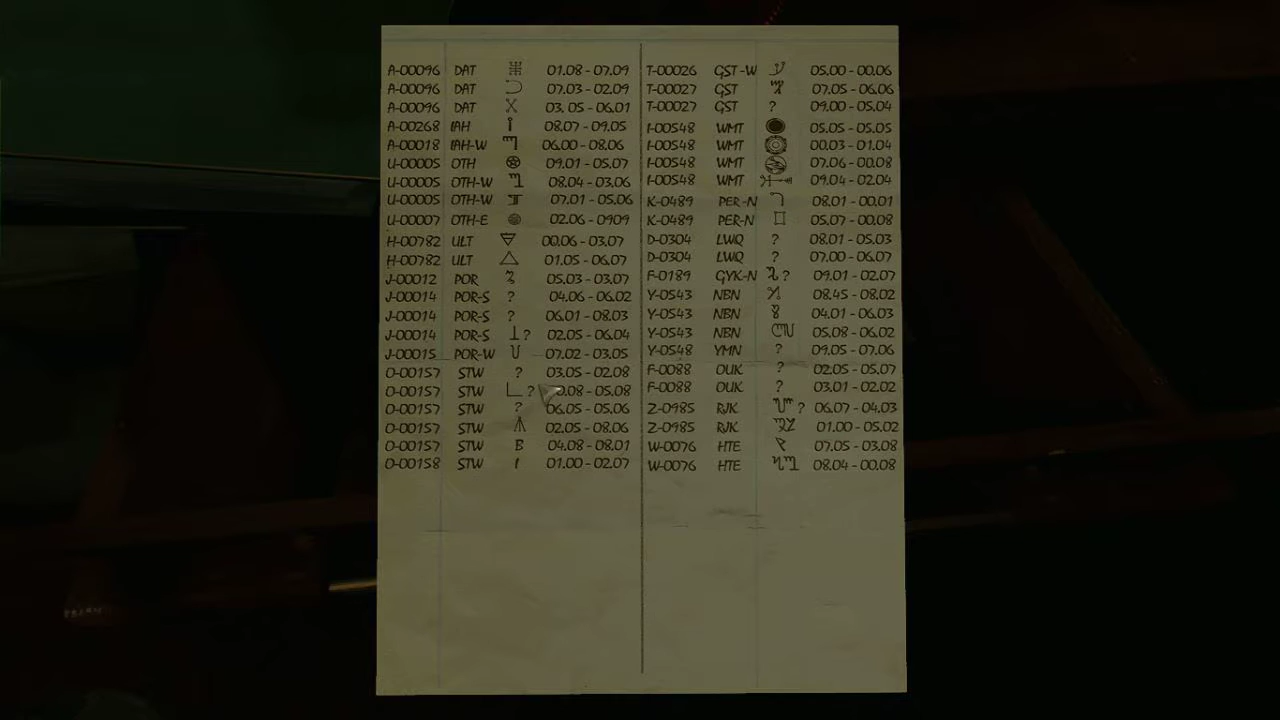 A-00096 DAT 01.08 - 07.09
A-00096 DAT 07.03 - 02.09
A-00096 DAT 03.05 - 06.01
A-00268 IAH 08.07 - 09.05
A-00018 IAH-W 06.00 - 08.06
U-00005 OTH 09.01 - 05.07
U-00005 OTH-W 08.04 - 03.06
U-00005 OTH-W 07.01 - 05.06
U-00007 OTH-E 02.06 - 0909
H-00782 ULT 00.06 - 03.07
H-00782 ULT 01.05 - 06.07
J-00012 POR 05.03 - 03.07
J-00014 POR-S ? 04.06 - 06.02
J-00014 POR-S ? 06.01 - 08.03
J-00014 POR-S ? 02.05 - 06.04
J-00015 POR-W 07.02 - 03.05
O-00157 STW ? 03.05 - 02.08
O-00157 STW ? - 05.08
O-00157 STW ? 06.05 - 05.06
O-00157 STW 02.05 - 08.06
O-00157 STW B 04.08 - 08.01
O-00158 STW 01.00 - 02.07
T-00026 GST-W 05.00 - 00.06
T-00027 GST 07.05 - 06.06
T-00027 GST ? 09.00 - 05.04
I-00548 WMT 05.05 - 05.05
I-00548 WMT 00.03 - 01.04
I-00548 WMT 07.06 - 00.08
I-00548 WMT 09.04 - 02.04
K-0489 PER-N 08.01 - 00.01
K-0489 PER-N 05.07 - 00.08
D-0304 LWQ ? 08.01 - 05.03
D-0304 LWQ ? 07.00 - 06.07
F-0189 GYK-N ? 09.01 - 02.07
Y-0543 NBN 08.45 - 08.02
Y-0543 NBN 04.01 - 06.03
Y-0543 NBN 05.08 - 06.02
Y-0548 YMN ? 09.05 - 07.06
F-0088 OUK ? 02.05 - 05.07
F-0088 OUK ? 03.01 - 02.02
Z-0985 RJK ? 06.07 - 04.03
Z-0985 RJK 01.00 - 05.02
W-0076 HTE 07.05 - 03.08
W-0076 HTE 08.04 - 00.08